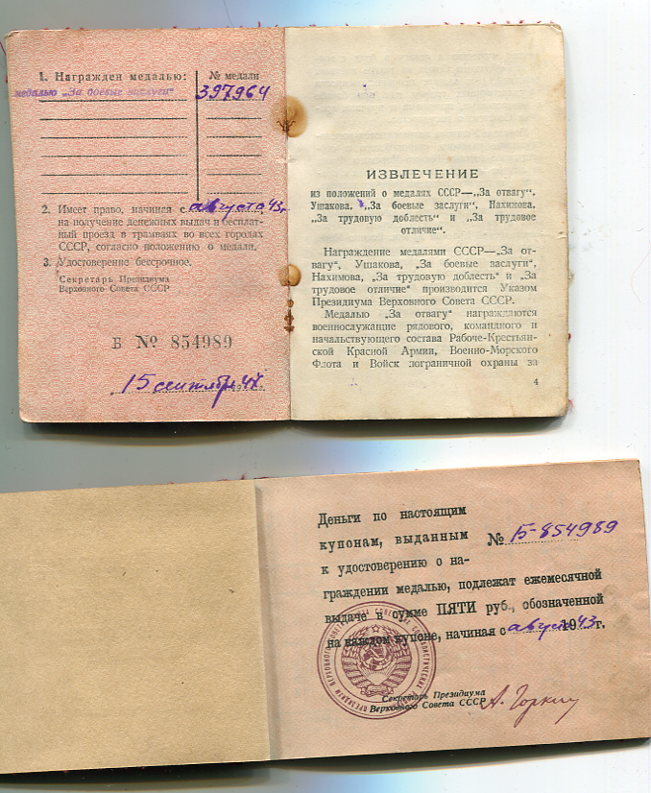 1. Награжден медалью:
№ медали
медалью „За боевые заслуги“
397964
2. Имеет право, начиная с августа 43 г.
на получение денежных выдач и бесплат-
ный проезд в трамваях во всех городах
СССР, согласно положению о медали.
3. Удостоверение бессрочное.
Секретарь Президиума
Верховного Совета СССР
Б № 854989
15 сентября
ИЗВЛЕЧЕНИЕ
из положений о медалях СССР—„За отвагу“,
Ушакова, „За боевые заслуги“, Нахимова,
„За трудовую доблесть“ и „За трудовое
отличие“.
Награждение медалями СССР—„За от-
вагу“, Ушакова, „За боевые заслуги“,
Нахимова, „За трудовую доблесть“ и „За
трудовое отличие“ производится Указом
Президиума Верховного Совета СССР.
Медалью „За отвагу“ награждаются
военнослужащие рядового, командного и
начальствующего состава Рабоче-Крестьян-
ской Красной Армии, Военно-Морского
Флота и Войск пограничной охраны за
4
Деньги по настоящим
купонам, выданным
№ Б-854989
к удостоверению о на-
граждении медалью, подлежат ежемесячной
выдаче в сумме ПЯТИ руб., обозначенной
на каждом купоне, начиная с август 1943 г.
Секретарь Президиума
Верховного Совета СССР
А. Горкин